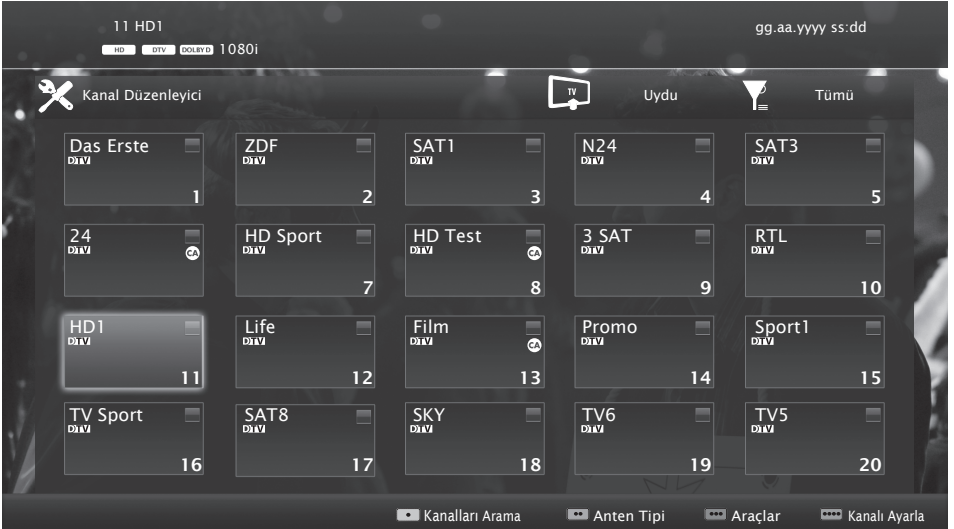 11 HD1
gg.aa.yyyy ss:dd
HD DTV DOLBY D 1080i
Kanal Düzenleyici
TV
Uydu
Tümü
Das Erste ZDF SAT1 N24 SAT3
DTV DTV DTV DTV DTV
1 2 3 4 5
24 HD Sport HD Test 3 SAT RTL
DTV CA DTV DTV CA DTV DTV
7 8 9 10
HD1 Life Film Promo Sport1
DTV DTV DTV CA DTV DTV
11 12 13 14 15
TV Sport SAT8 SKY TV6 TV5
DTV DTV DTV DTV DTV
16 17 18 19 20
Kanalları Arama Anten Tipi Araçlar Kanalı Ayarla